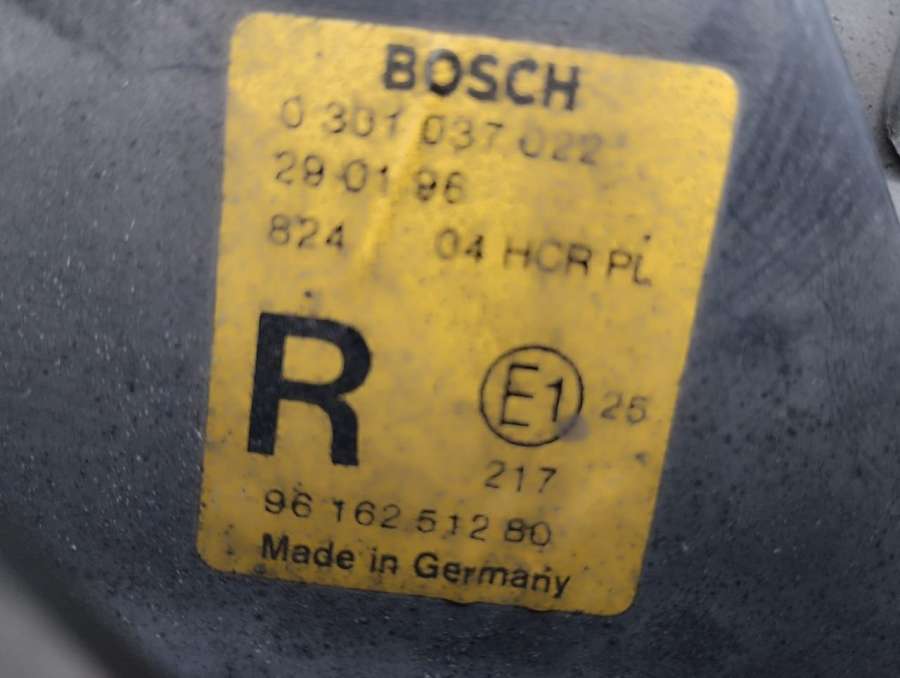 BOSCH
0 301 037 022
29 01 96
824 04 HCR PL
R E1 25
217
96 162 512 80
Made in Germany